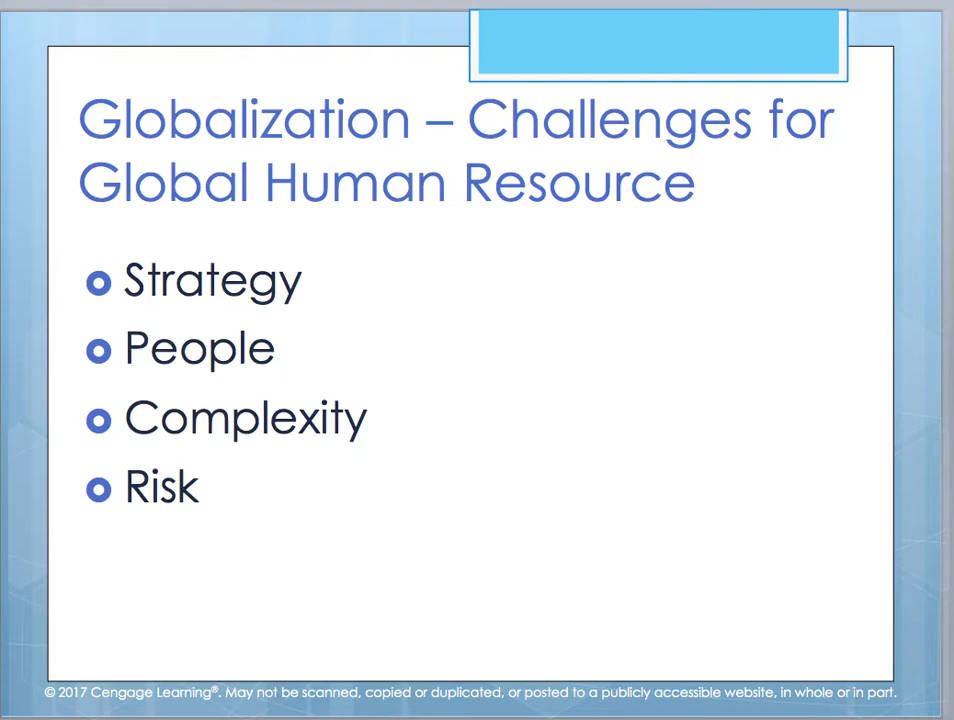 Globalization – Challenges for
Global Human Resource
Strategy
People
Complexity
Risk
© 2017 Cengage Learning®. May not be scanned, copied or duplicated, or posted to a publicly accessible website, in whole or in part.